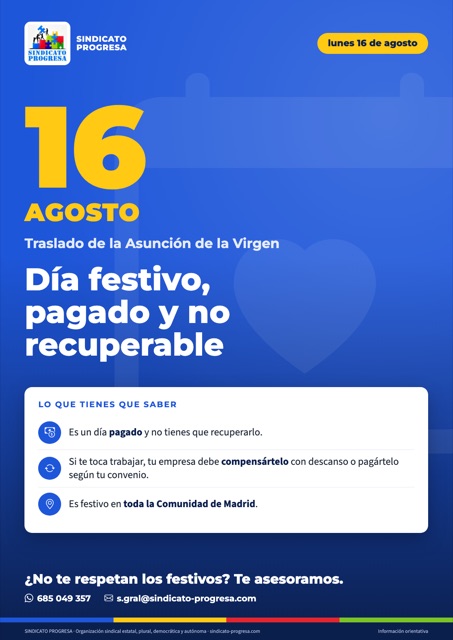 SINDICATO
PROGRESA
SINDICATO
PROGRESA
lunes 16 de agosto
16
AGOSTO
Traslado de la Asunción de la Virgen
Día festivo,
pagado y no
recuperable
LO QUE TIENES QUE SABER
Es un día pagado y no tienes que recuperarlo.
Si te toca trabajar, tu empresa debe compensártelo con descanso o pagártelo
según tu convenio.
Es festivo en toda la Comunidad de Madrid.
¿No te respetan los festivos? Te asesoramos.
685 049 357 s.gral@sindicato-progresa.com
SINDICATO PROGRESA · Organización sindical estatal, plural, democrática y autónoma · sindicato-progresa.com
Información orientativa